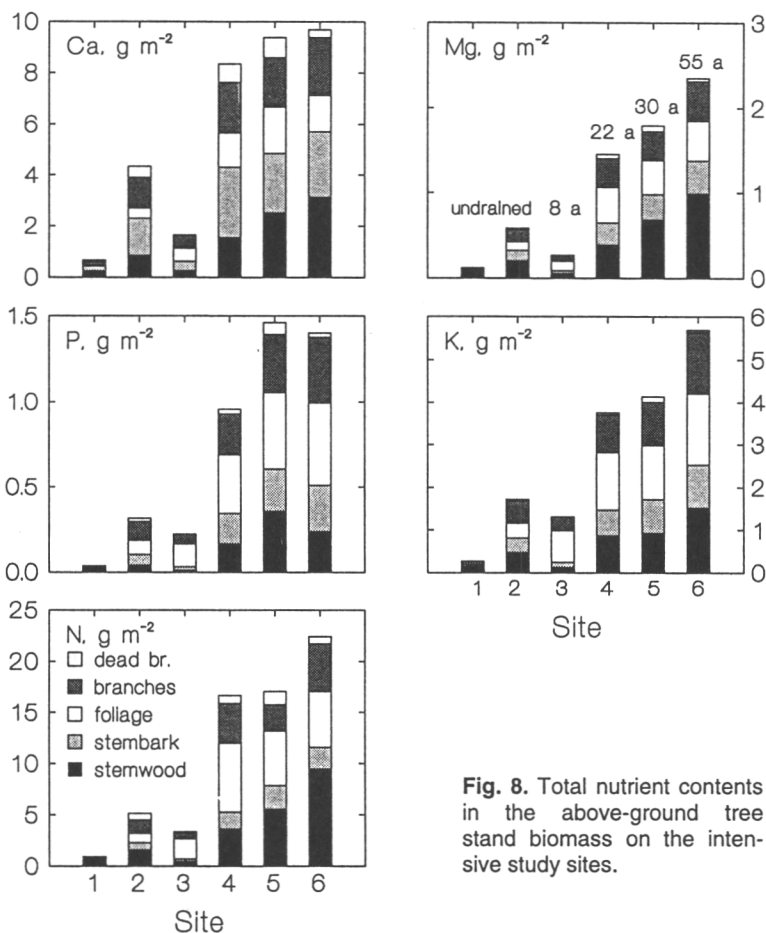 Ca, g m⁻²
10
8
6
4
2
0
Mg, g m⁻²
undrained
8 a
22 a
30 a
55 a
3
2
1
0
P, g m⁻²
1.5
1.0
0.5
0.0
K, g m⁻²
6
5
4
3
2
1
0
1 2 3 4 5 6
Site
N, g m⁻²
dead br.
branches
foliage
stembark
stemwood
25
20
15
10
5
0
1 2 3 4 5 6
Site
Fig. 8. Total nutrient contents
in the above-ground tree
stand biomass on the inten-
sive study sites.